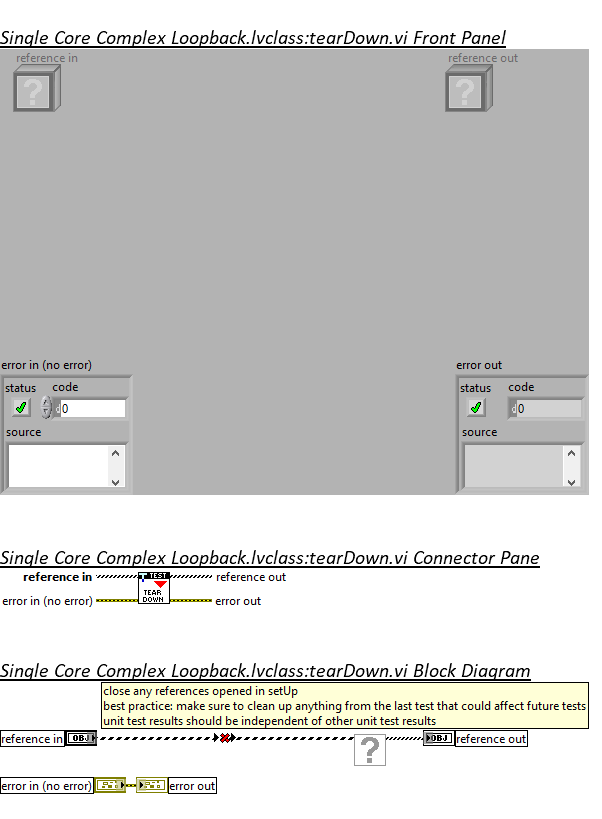 Single Core Complex Loopback.lvclass:tearDown.vi Front Panel
reference in
reference out
?
?
error in (no error)
error out
status
code
status
code
d0
d0
source
source
Single Core Complex Loopback.lvclass:tearDown.vi Connector Pane
reference in
TEST
reference out
TEAR
DOWN
error in (no error)
error out
Single Core Complex Loopback.lvclass:tearDown.vi Block Diagram
close any references opened in setUp
best practice: make sure to clean up anything from the last test that could affect future tests
unit test results should be independent of other unit test results
reference in
OBJ
?
OBJ
reference out
error in (no error)
error out